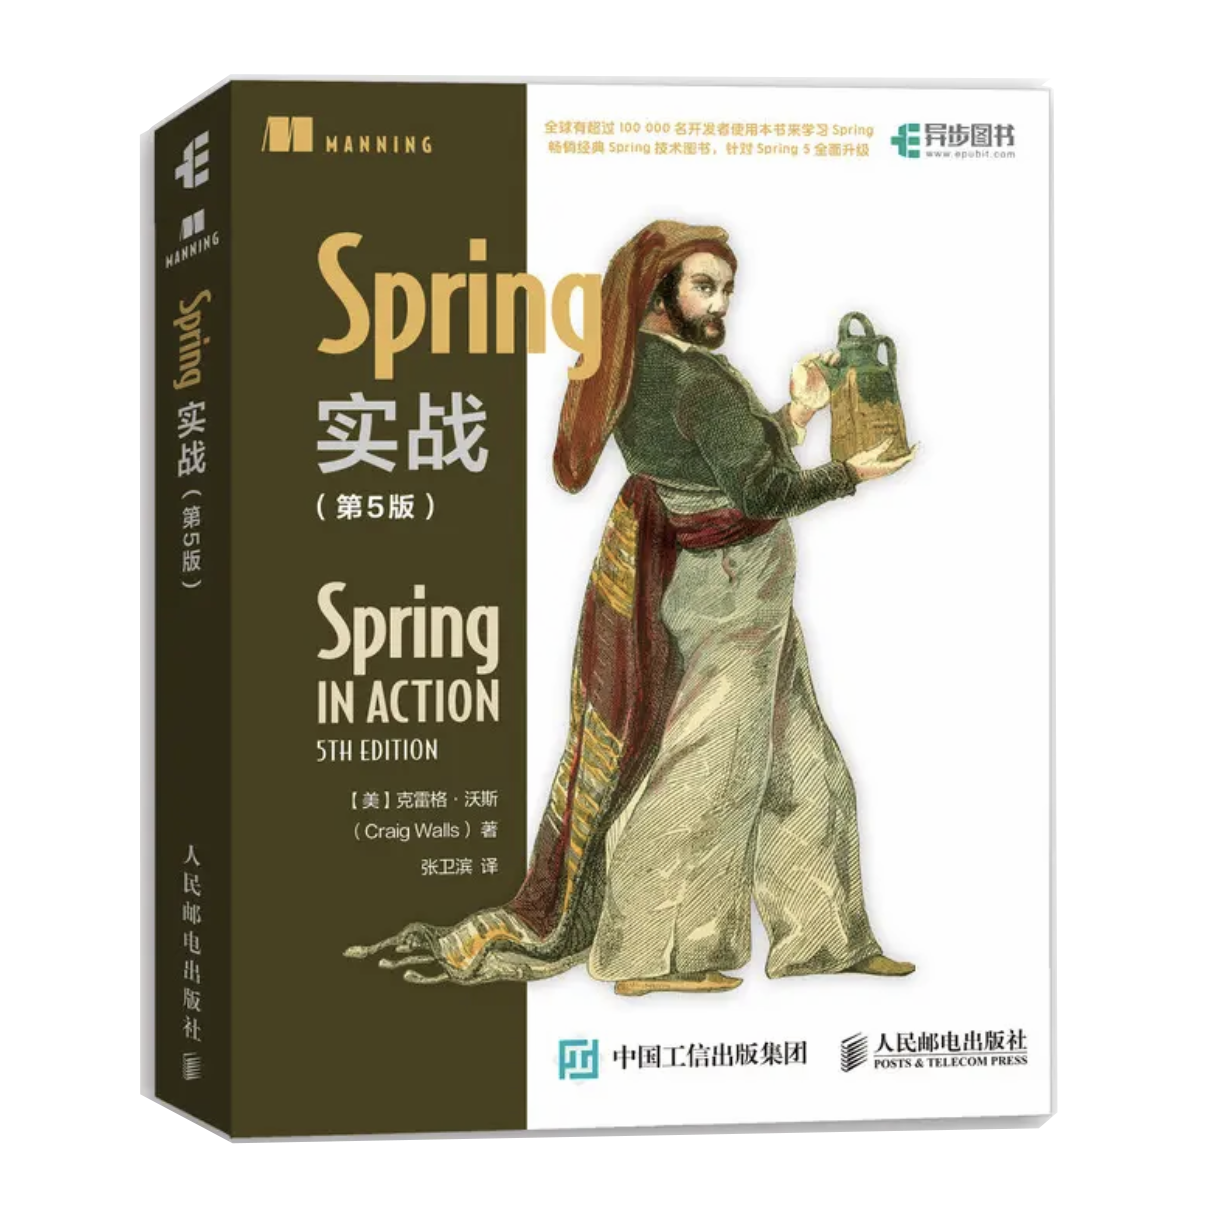 MANNING
Spring
实战
(第5版)
人民邮电出版社
MANNING
全球有超过 100 000 名开发者使用本书来学习 Spring
畅销经典 Spring 技术图书，针对 Spring 5 全面升级
异步图书
www.epubit.com
Spring
实战
(第5版)
Spring
IN ACTION
5TH EDITION
【美】克雷格·沃斯
(Craig Walls) 著
张卫滨 译
中国工信出版集团
人民邮电出版社
POSTS & TELECOM PRESS